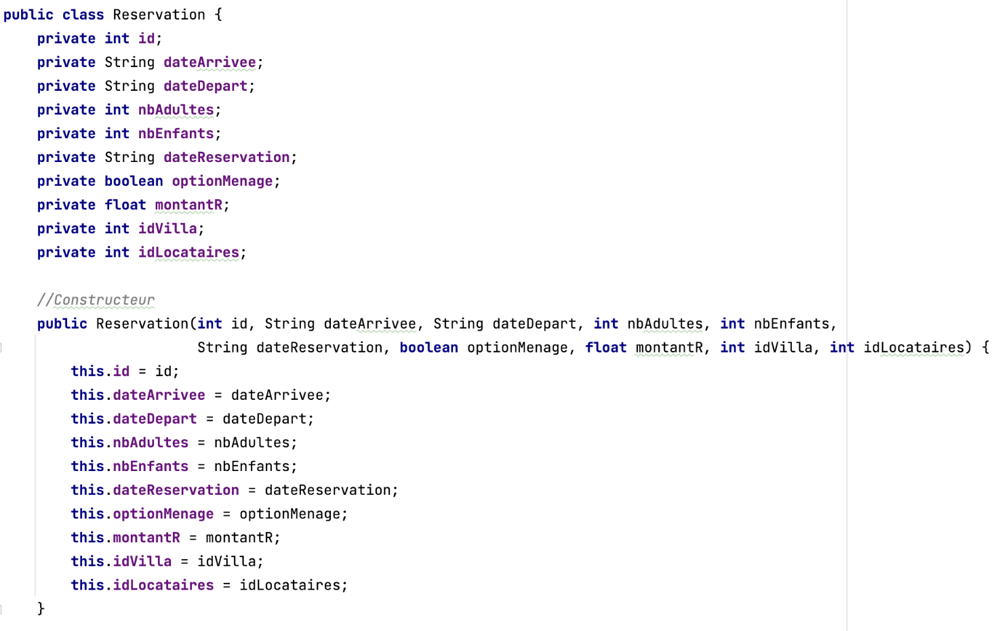 public class Reservation {
    private int id;
    private String dateArrivee;
    private String dateDepart;
    private int nbAdultes;
    private int nbEnfants;
    private String dateReservation;
    private boolean optionMenage;
    private float montantR;
    private int idVilla;
    private int idLocataires;

    //Constructeur
    public Reservation(int id, String dateArrivee, String dateDepart, int nbAdultes, int nbEnfants,
                       String dateReservation, boolean optionMenage, float montantR, int idVilla, int idLocataires) {
        this.id = id;
        this.dateArrivee = dateArrivee;
        this.dateDepart = dateDepart;
        this.nbAdultes = nbAdultes;
        this.nbEnfants = nbEnfants;
        this.dateReservation = dateReservation;
        this.optionMenage = optionMenage;
        this.montantR = montantR;
        this.idVilla = idVilla;
        this.idLocataires = idLocataires;
    }